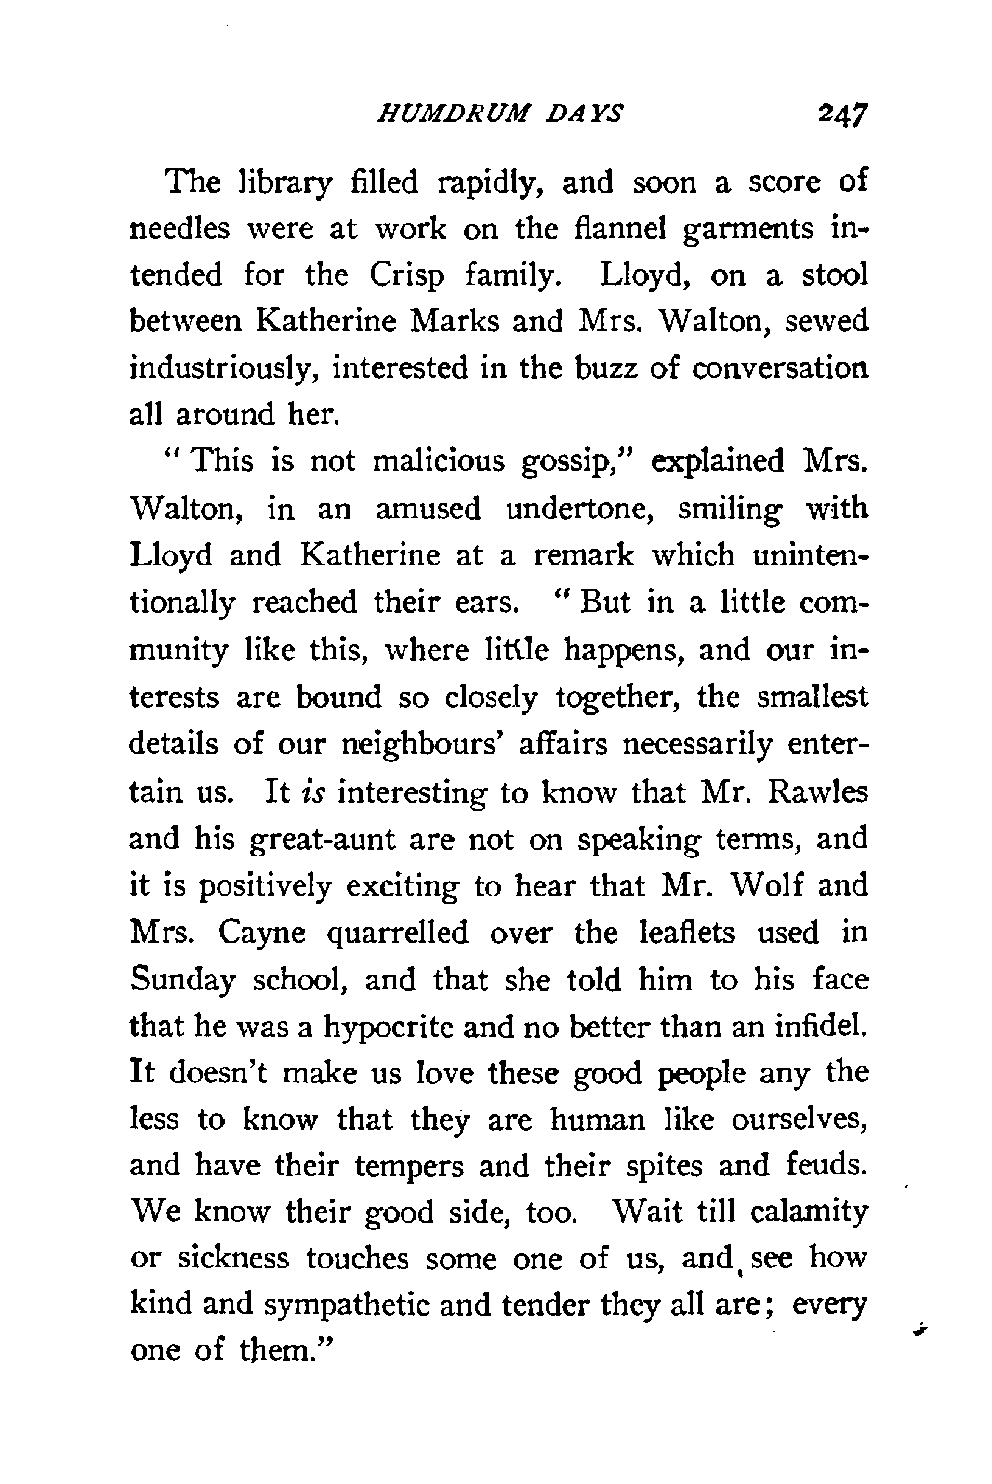 HUMDRUM DAYS 247
The library filled rapidly, and soon a score of
needles were at work on the flannel garments in-
tended for the Crisp family. Lloyd, on a stool
between Katherine Marks and Mrs. Walton, sewed
industriously, interested in the buzz of conversation
all around her.
“ This is not malicious gossip,” explained Mrs.
Walton, in an amused undertone, smiling with
Lloyd and Katherine at a remark which uninten-
tionally reached their ears. “ But in a little com-
munity like this, where little happens, and our in-
terests are bound so closely together, the smallest
details of our neighbours’ affairs necessarily enter-
tain us. It is interesting to know that Mr. Rawles
and his great-aunt are not on speaking terms, and
it is positively exciting to hear that Mr. Wolf and
Mrs. Cayne quarrelled over the leaflets used in
Sunday school, and that she told him to his face
that he was a hypocrite and no better than an infidel.
It doesn’t make us love these good people any the
less to know that they are human like ourselves,
and have their tempers and their spites and feuds.
We know their good side, too. Wait till calamity
or sickness touches some one of us, and see how
kind and sympathetic and tender they all are; every
one of them.”